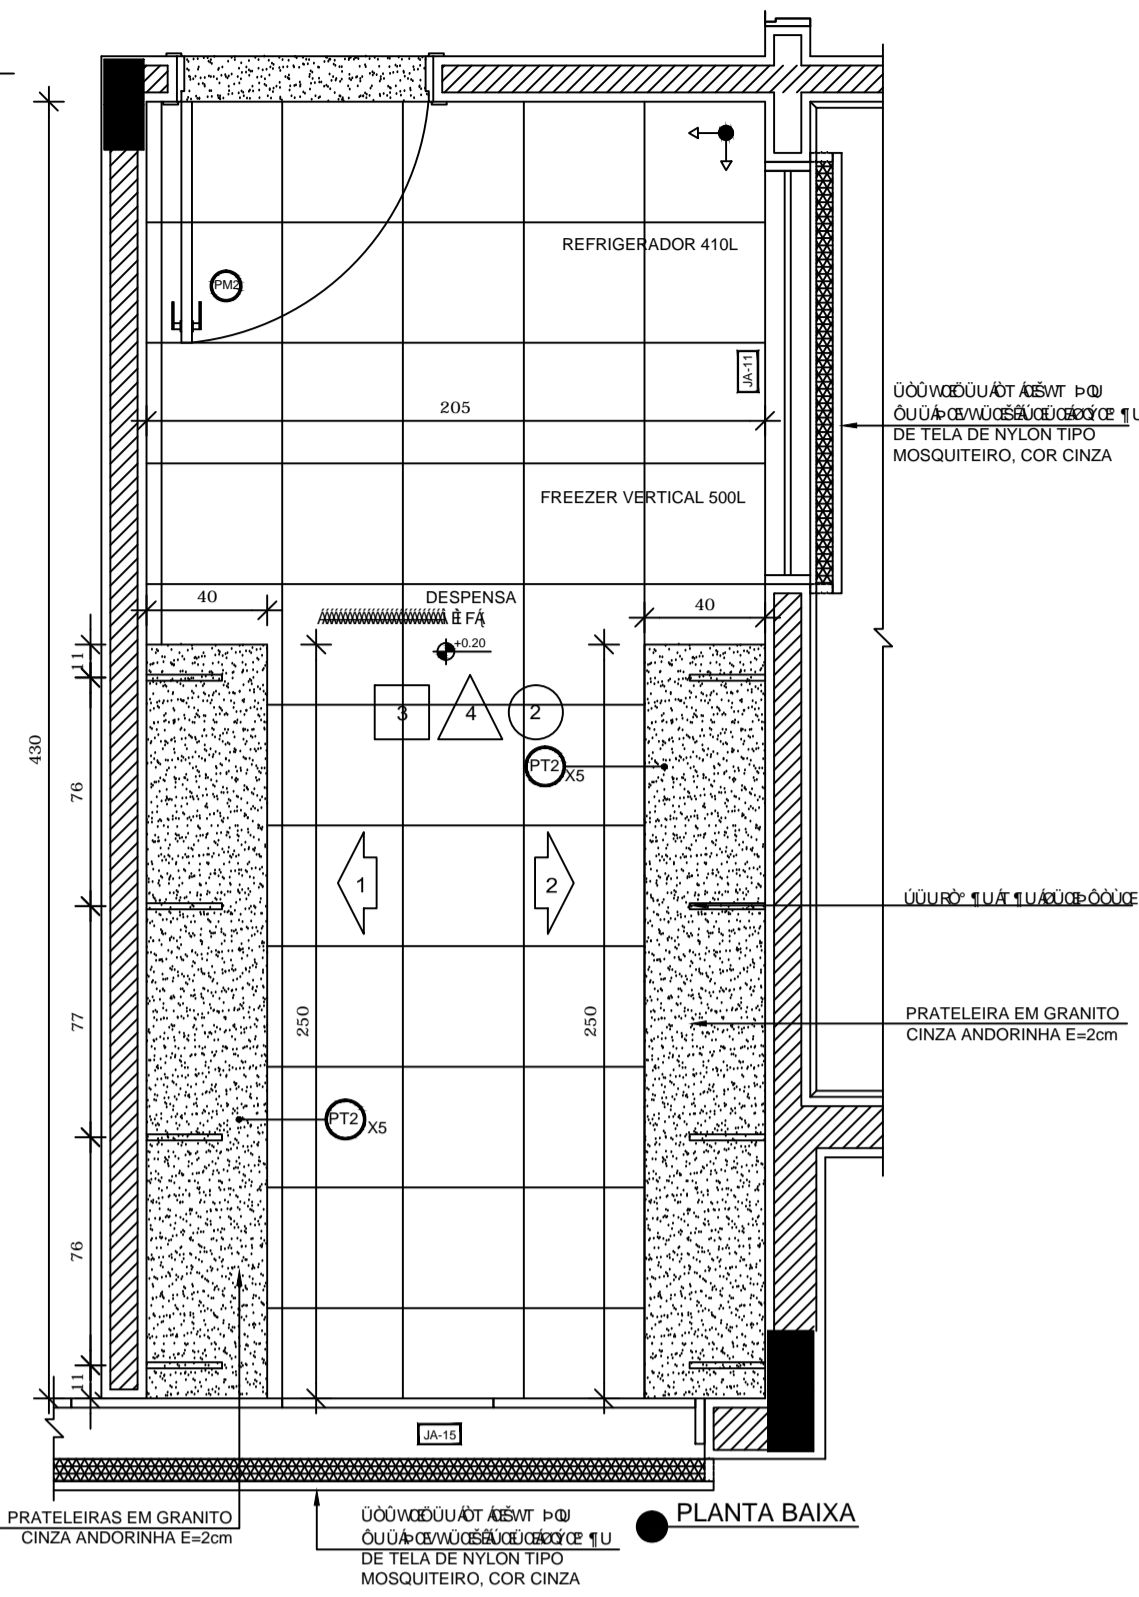 PM2
REFRIGERADOR 410L
JA-11
205
FREEZER VERTICAL 500L
DE TELA DE NYLON TIPO
MOSQUITEIRO, COR CINZA
40
DESPENSA
40
+0.20
11
3
4
2
PT2
X5
430
76
1
2
77
250
250
PRATELEIRA EM GRANITO
CINZA ANDORINHA E=2cm
PT2
X5
76
11
JA-15
PRATELEIRAS EM GRANITO
CINZA ANDORINHA E=2cm
DE TELA DE NYLON TIPO
MOSQUITEIRO, COR CINZA
PLANTA BAIXA